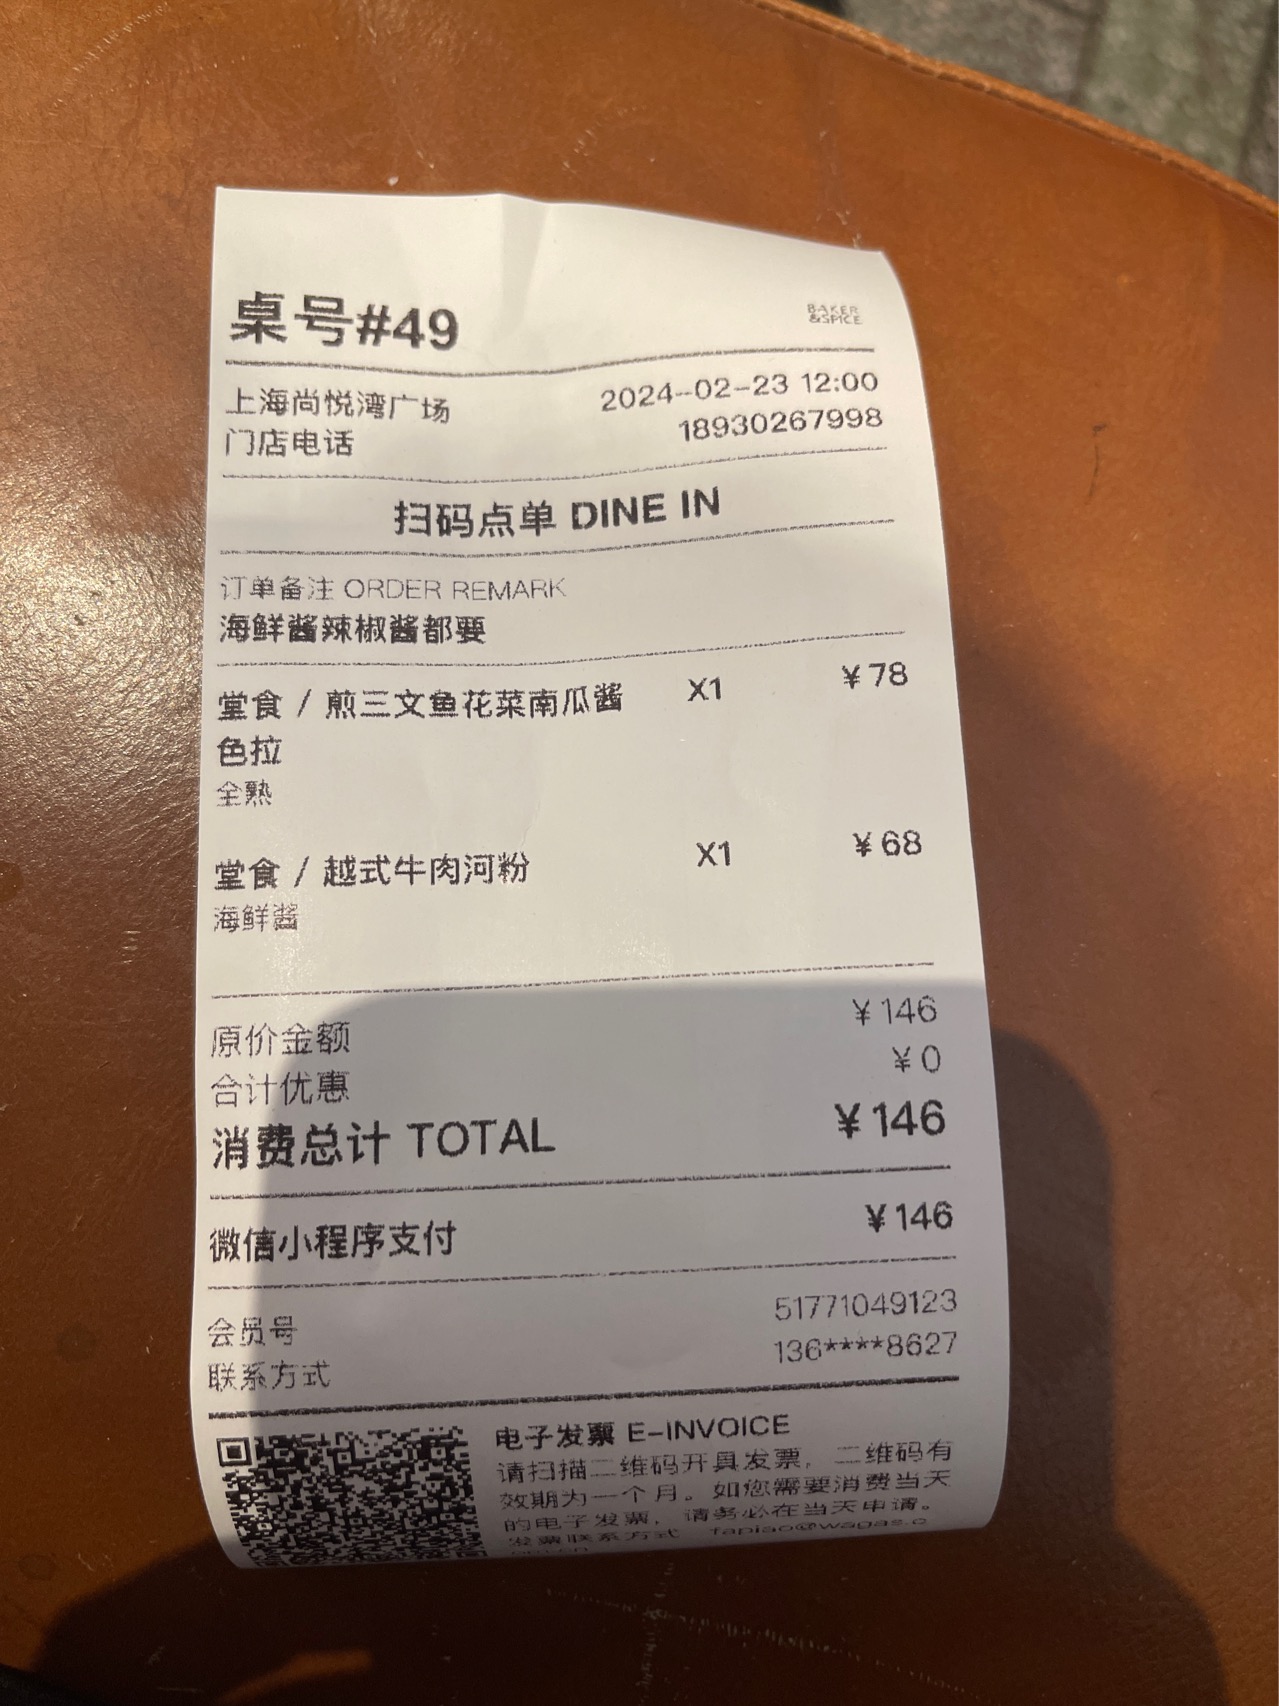 桌号#49
BAKER
&SPICE
上海尚悦湾广场 2024-02-23 12:00
门店电话 18930267998
扫码点单 DINE IN
订单备注 ORDER REMARK
海鲜酱辣椒酱都要
堂食 / 煎三文鱼花菜南瓜酱 X1 ¥78
色拉
全熟
堂食 / 越式牛肉河粉 X1 ¥68
海鲜酱
原价金额 ¥146
合计优惠 ¥0
消费总计 TOTAL ¥146
微信小程序支付 ¥146
会员号 51771049123
联系方式 136****8627
电子发票 E-INVOICE
请扫描二维码开具发票，二维码有
效期为一个月。如您需要消费当天
的电子发票，请务必在当天申请。
发票联系方式 fapiao@wagas.c